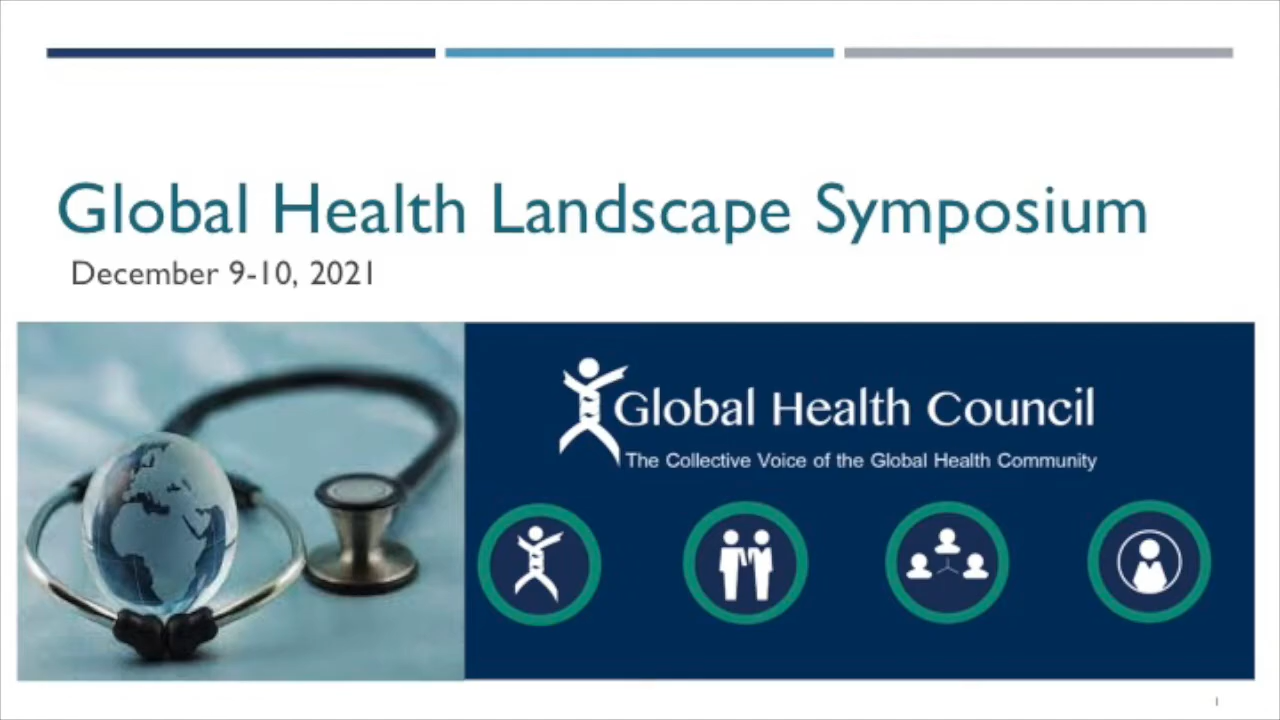 Global Health Landscape Symposium
December 9-10, 2021
Global Health Council
The Collective Voice of the Global Health Community
1